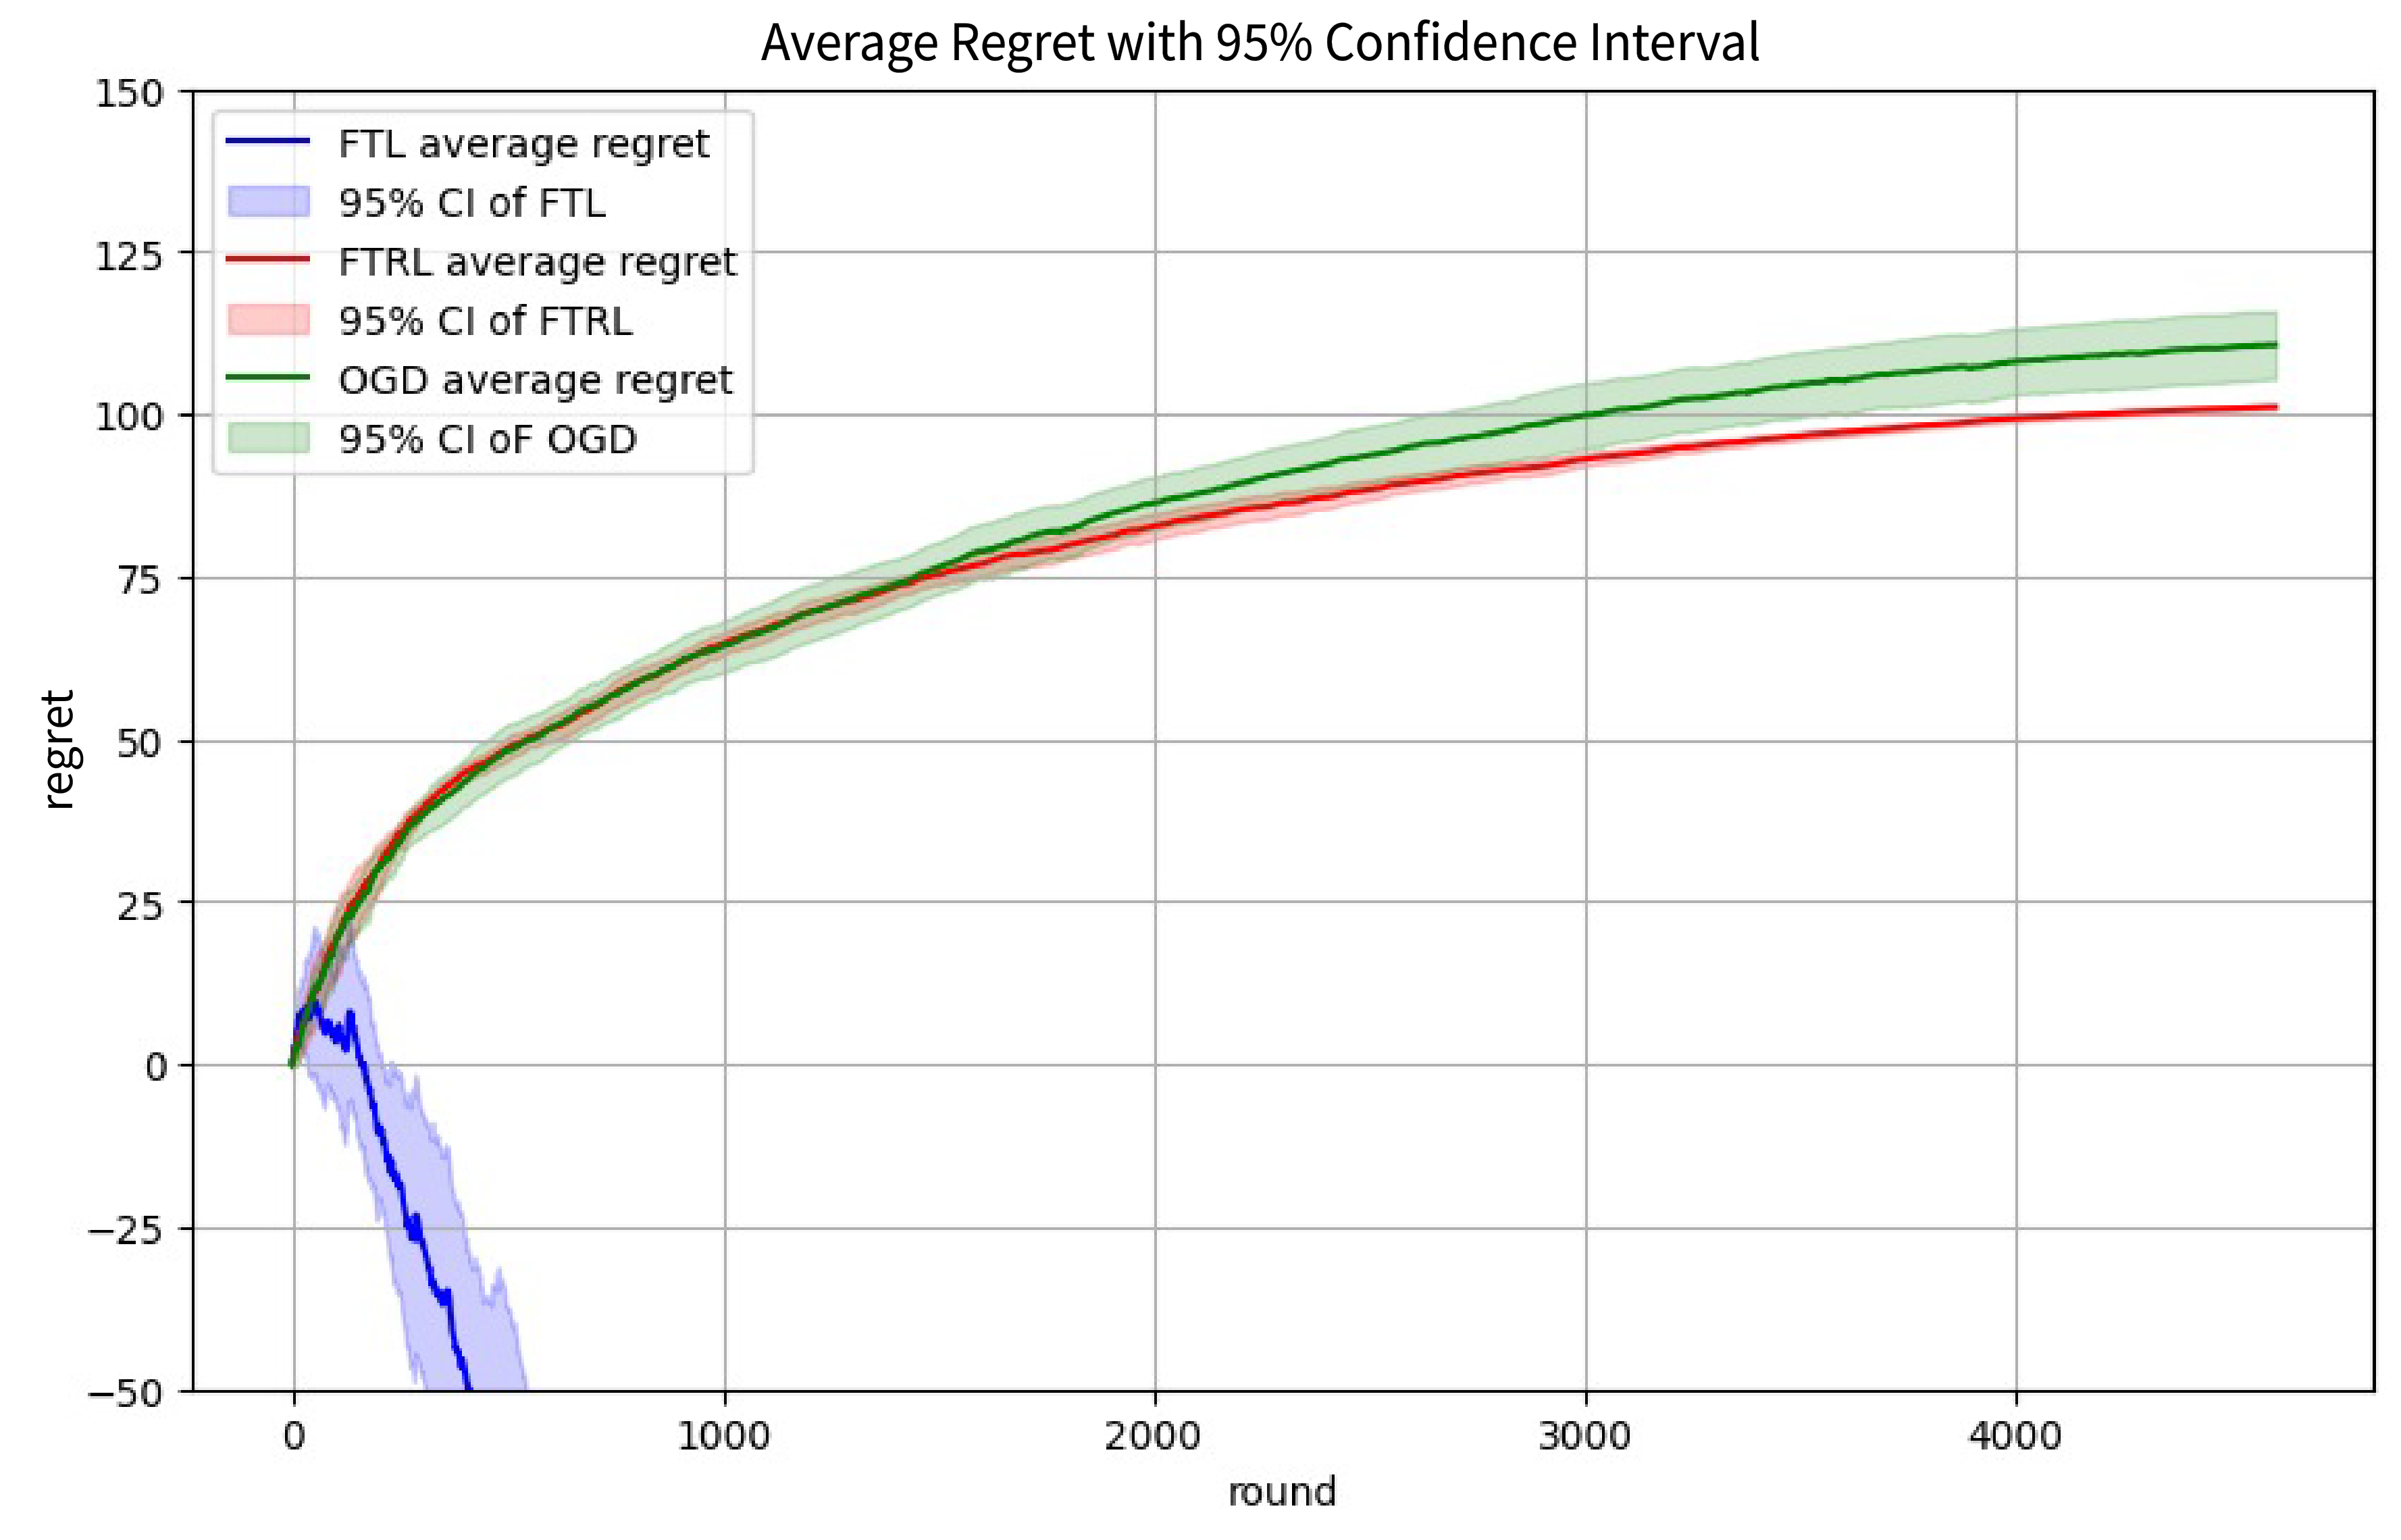 Average Regret with 95% Confidence Interval
150
125
100
75
50
25
0
−25
−50
regret
FTL average regret
95% CI of FTL
FTRL average regret
95% CI of FTRL
OGD average regret
95% CI oF OGD
0 1000 2000 3000 4000
round